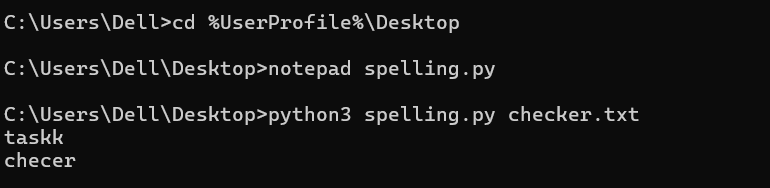 C:\Users\Dell>cd %UserProfile%\Desktop
C:\Users\Dell\Desktop>notepad spelling.py
C:\Users\Dell\Desktop>python3 spelling.py checker.txt
taskk
checer